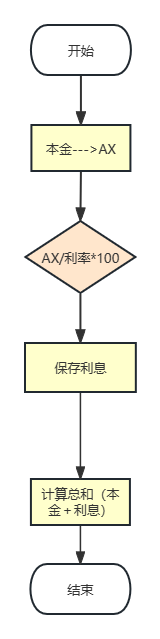 开始
本金--->AX
AX/利率*100
保存利息
计算总和（本
金+利息）
结束